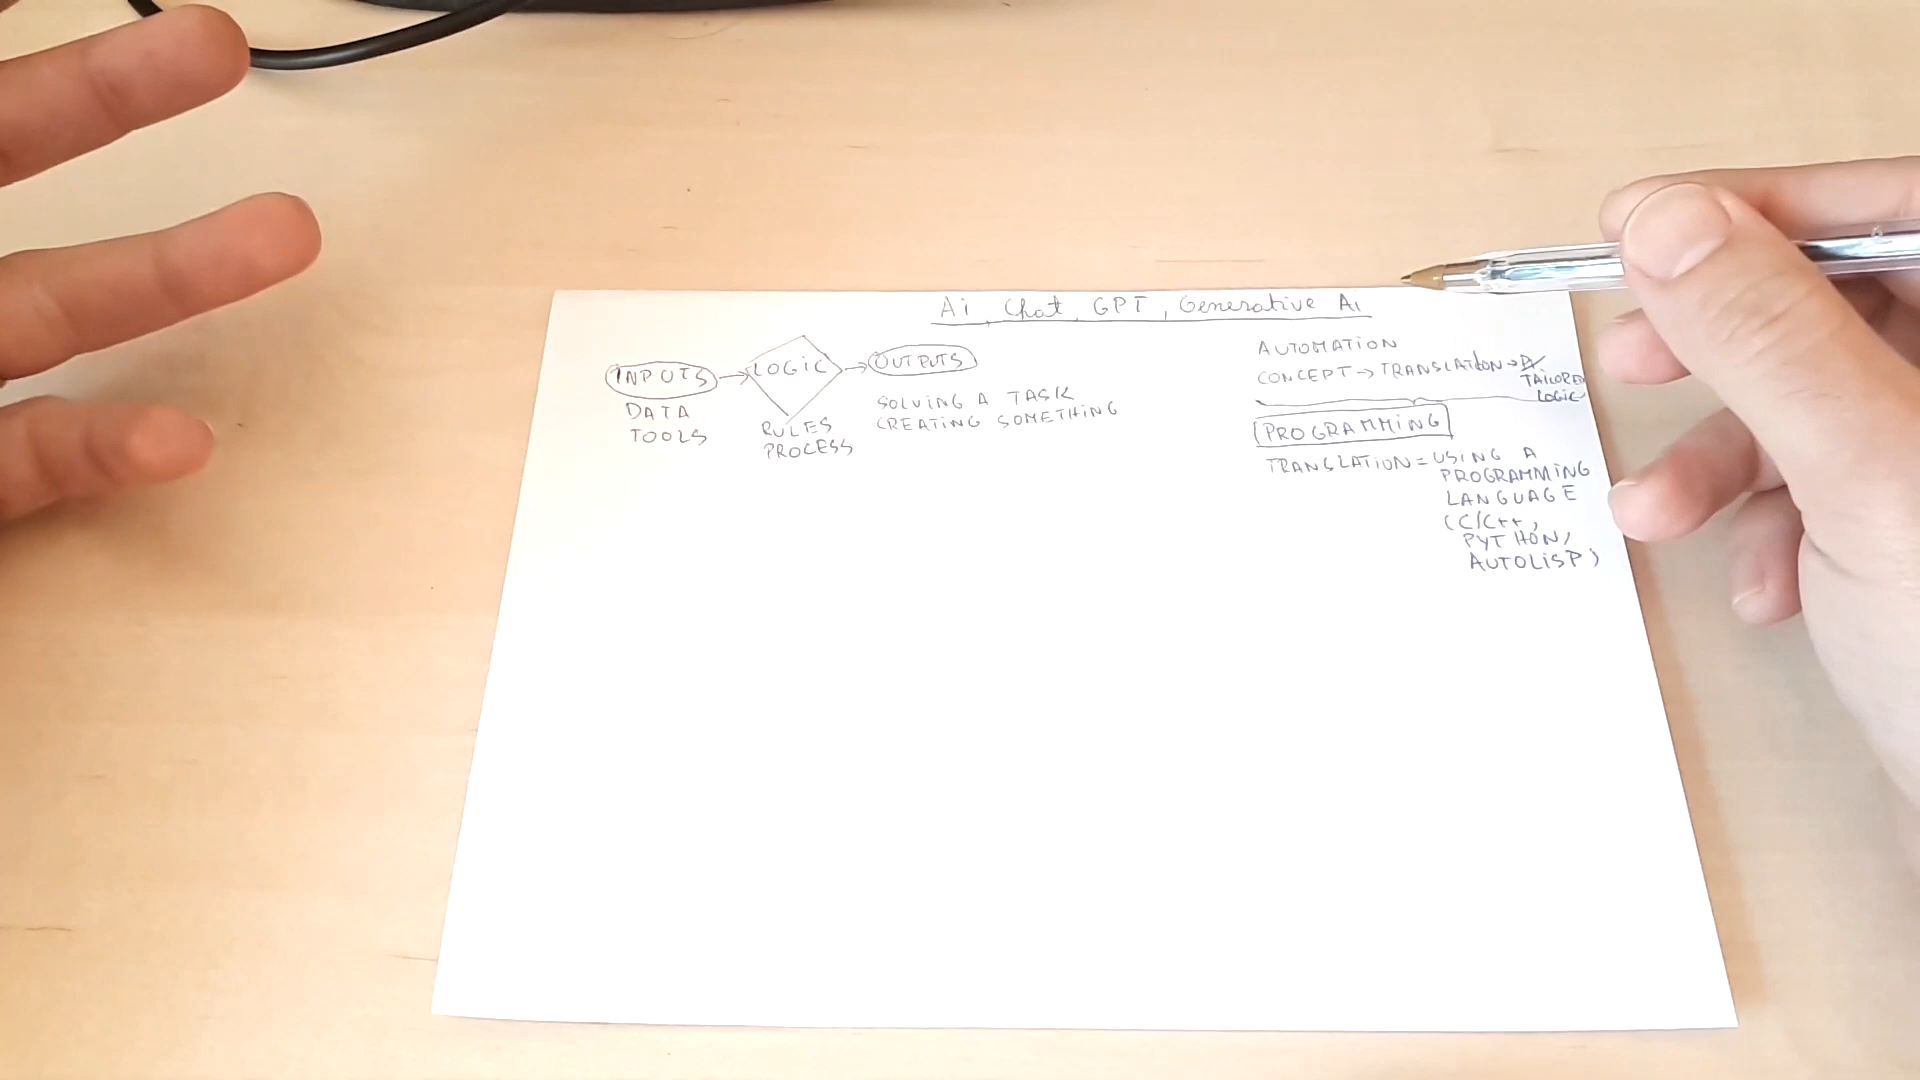 Ai, Chat, GPT, Generative Ai
INPUTS → LOGIC → OUTPUTS
DATA
TOOLS
RULES
PROCESS
SOLVING A TASK
CREATING SOMETHING
AUTOMATION
CONCEPT → TRANSLATION →
TAILORED
LOGIC
PROGRAMMING
TRANSLATION = USING A
PROGRAMMING
LANGUAGE
(C/C++,
PYTHON,
AUTOLISP)